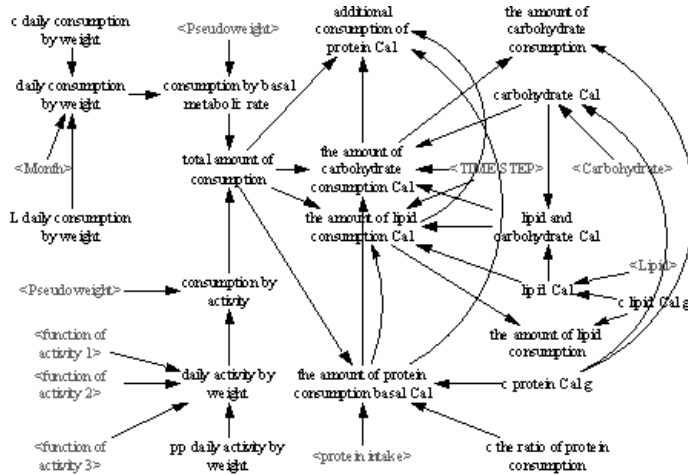 c daily consumption
by weight
<Pseudoweight>
additional
consumption of
protein Cal
the amount of
carbohydrate
consumption
daily consumption
by weight
consumption by basal
metabolic rate
carbohydrate Cal
<Month>
total amount of
consumption
the amount of
carbohydrate
consumption Cal
<TIME STEP>
<Carbohydrate>
L daily consumption
by weight
the amount of lipid
consumption Cal
lipid and
carbohydrate Cal
<Pseudoweight>
consumption by
activity
lipid Cal
<Lipid>
c lipid Cal g
<function of
activity 1>
the amount of lipid
consumption
<function of
activity 2>
daily activity by
weight
the amount of protein
consumption basal Cal
c protein Cal g
<function of
activity 3>
pp daily activity by
weight
<protein intake>
c the ratio of protein
consumption